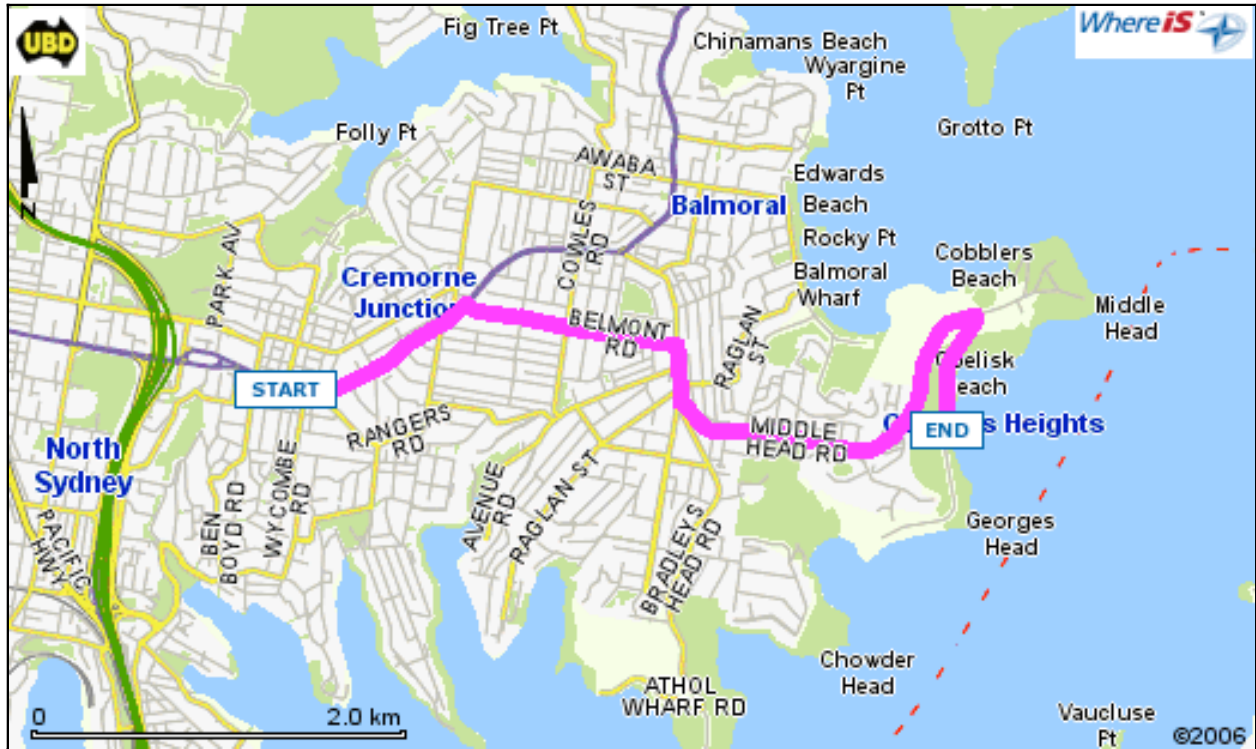 UBD
WhereiS
Fig Tree Pt
Chinamans Beach
Wyargine
Pt
Folly Pt
Grotto Pt
N
AWABA
ST
Edwards
Beach
Balmoral
PARK AV
COWLES
RD
Rocky Pt
Cobblers
Beach
Cremorne
Junction
Balmoral
Wharf
Middle
Head
BELMONT
RD
RAGLAN
ST
START
RANGERS
RD
MIDDLE
HEAD RD
END
Heights
North
Sydney
BEN
BOYD RD
WYCOMBE
RD
AVENUE
RD
RAGLAN ST
PACIFIC
HWY
BRADLEYS
HEAD RD
Georges
Head
Chowder
Head
ATHOL
WHARF RD
0
2.0 km
Vaucluse
Pt
©2006